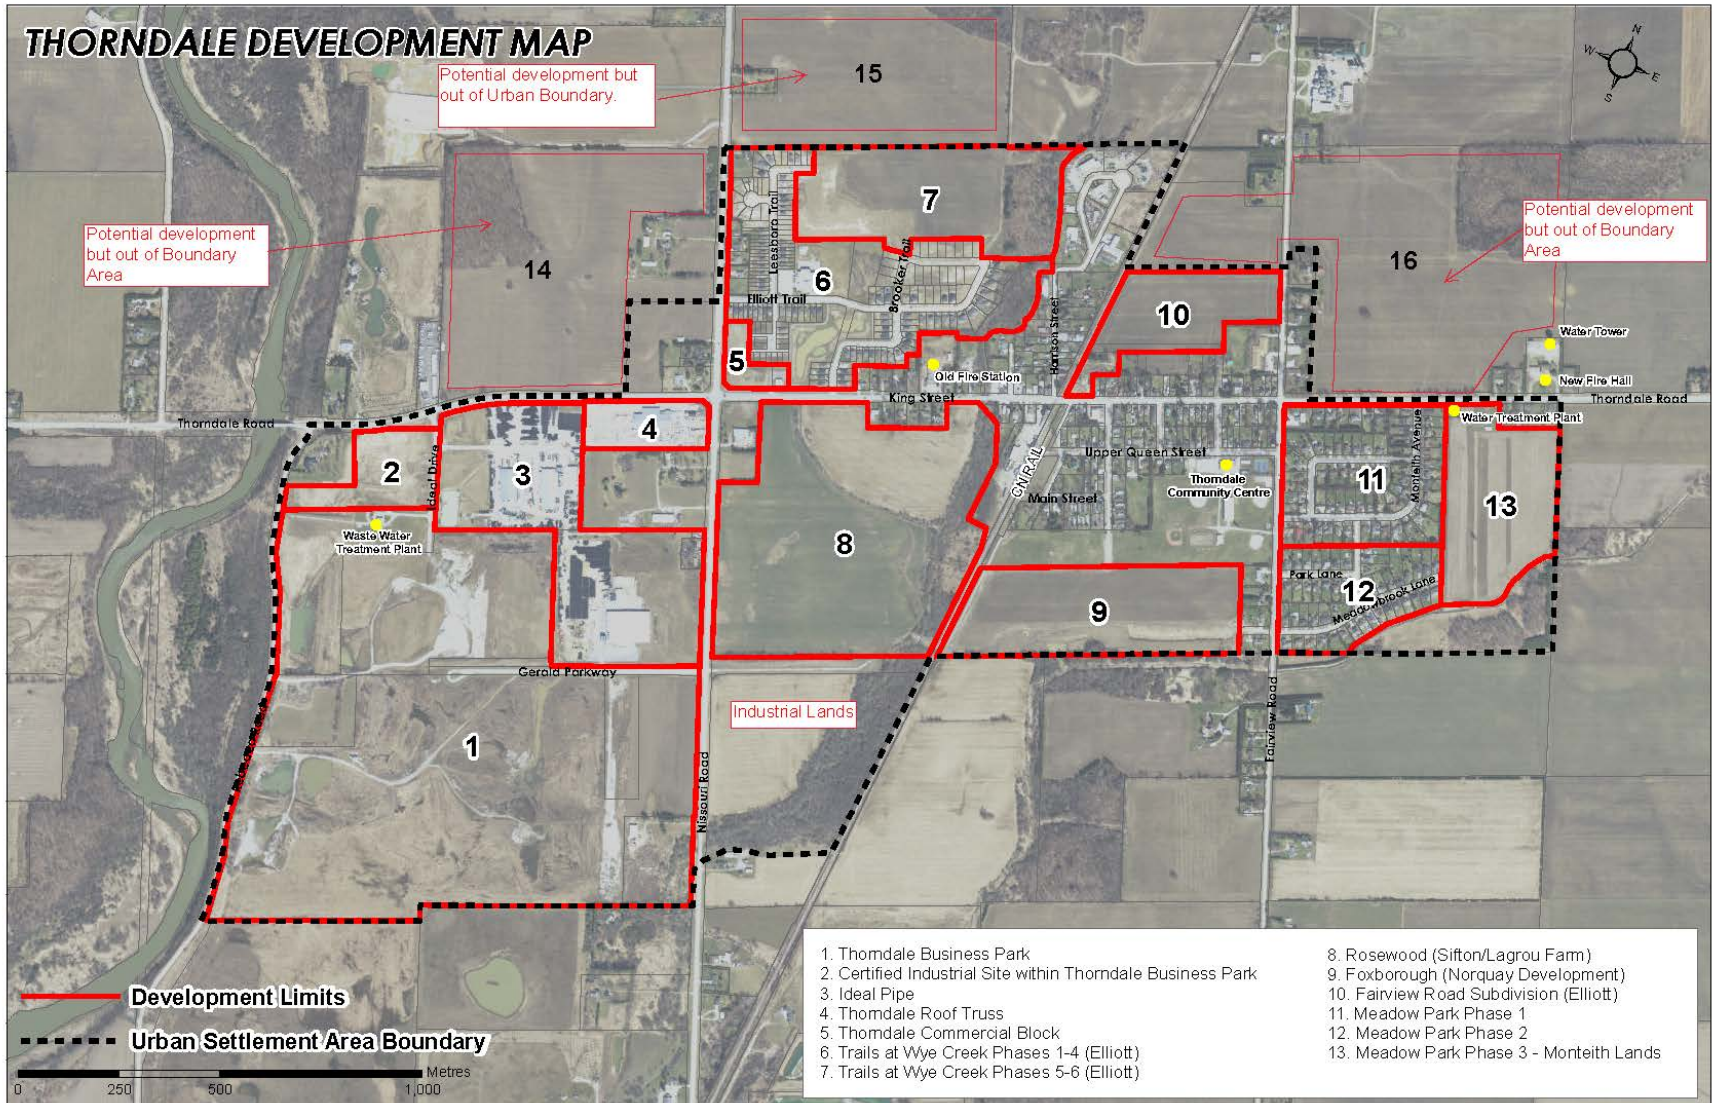 THORNDALE DEVELOPMENT MAP
N
W
E
S
Potential development but
out of Urban Boundary.
15
Potential development
but out of Boundary
Area
14
7
Leesboro Trail
6
Brooker Trail
Elliott Trail
5
Old Fire Station
King Street
Harrison Street
10
16
Potential development
but out of Boundary
Area
Water Tower
New Fire Hall
Thorndale Road
Thorndale Road
2
Ideal Drive
3
4
Waste Water
Treatment Plant
8
CN RAIL
Upper Queen Street
Main Street
Thorndale
Community Centre
Water Treatment Plant
Monteith Avenue
11
13
Park Lane
12
Meadowbrook Lane
9
Gerald Parkway
1
Industrial Lands
Nissouri Road
Fairview Road
Development Limits
Urban Settlement Area Boundary
Metres
0 250 500 1,000
1. Thorndale Business Park
2. Certified Industrial Site within Thorndale Business Park
3. Ideal Pipe
4. Thorndale Roof Truss
5. Thorndale Commercial Block
6. Trails at Wye Creek Phases 1-4 (Elliott)
7. Trails at Wye Creek Phases 5-6 (Elliott)
8. Rosewood (Sifton/Lagrou Farm)
9. Foxborough (Norquay Development)
10. Fairview Road Subdivision (Elliott)
11. Meadow Park Phase 1
12. Meadow Park Phase 2
13. Meadow Park Phase 3 - Monteith Lands